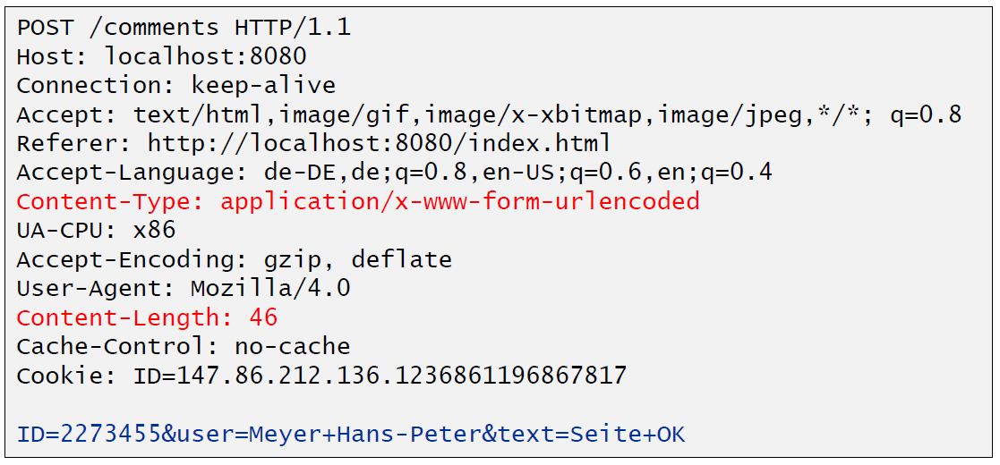 POST /comments HTTP/1.1
Host: localhost:8080
Connection: keep-alive
Accept: text/html,image/gif,image/x-xbitmap,image/jpeg,*/*; q=0.8
Referer: http://localhost:8080/index.html
Accept-Language: de-DE,de;q=0.8,en-US;q=0.6,en;q=0.4
Content-Type: application/x-www-form-urlencoded
UA-CPU: x86
Accept-Encoding: gzip, deflate
User-Agent: Mozilla/4.0
Content-Length: 46
Cache-Control: no-cache
Cookie: ID=147.86.212.136.1236861196867817
ID=2273455&user=Meyer+Hans-Peter&text=Seite+OK